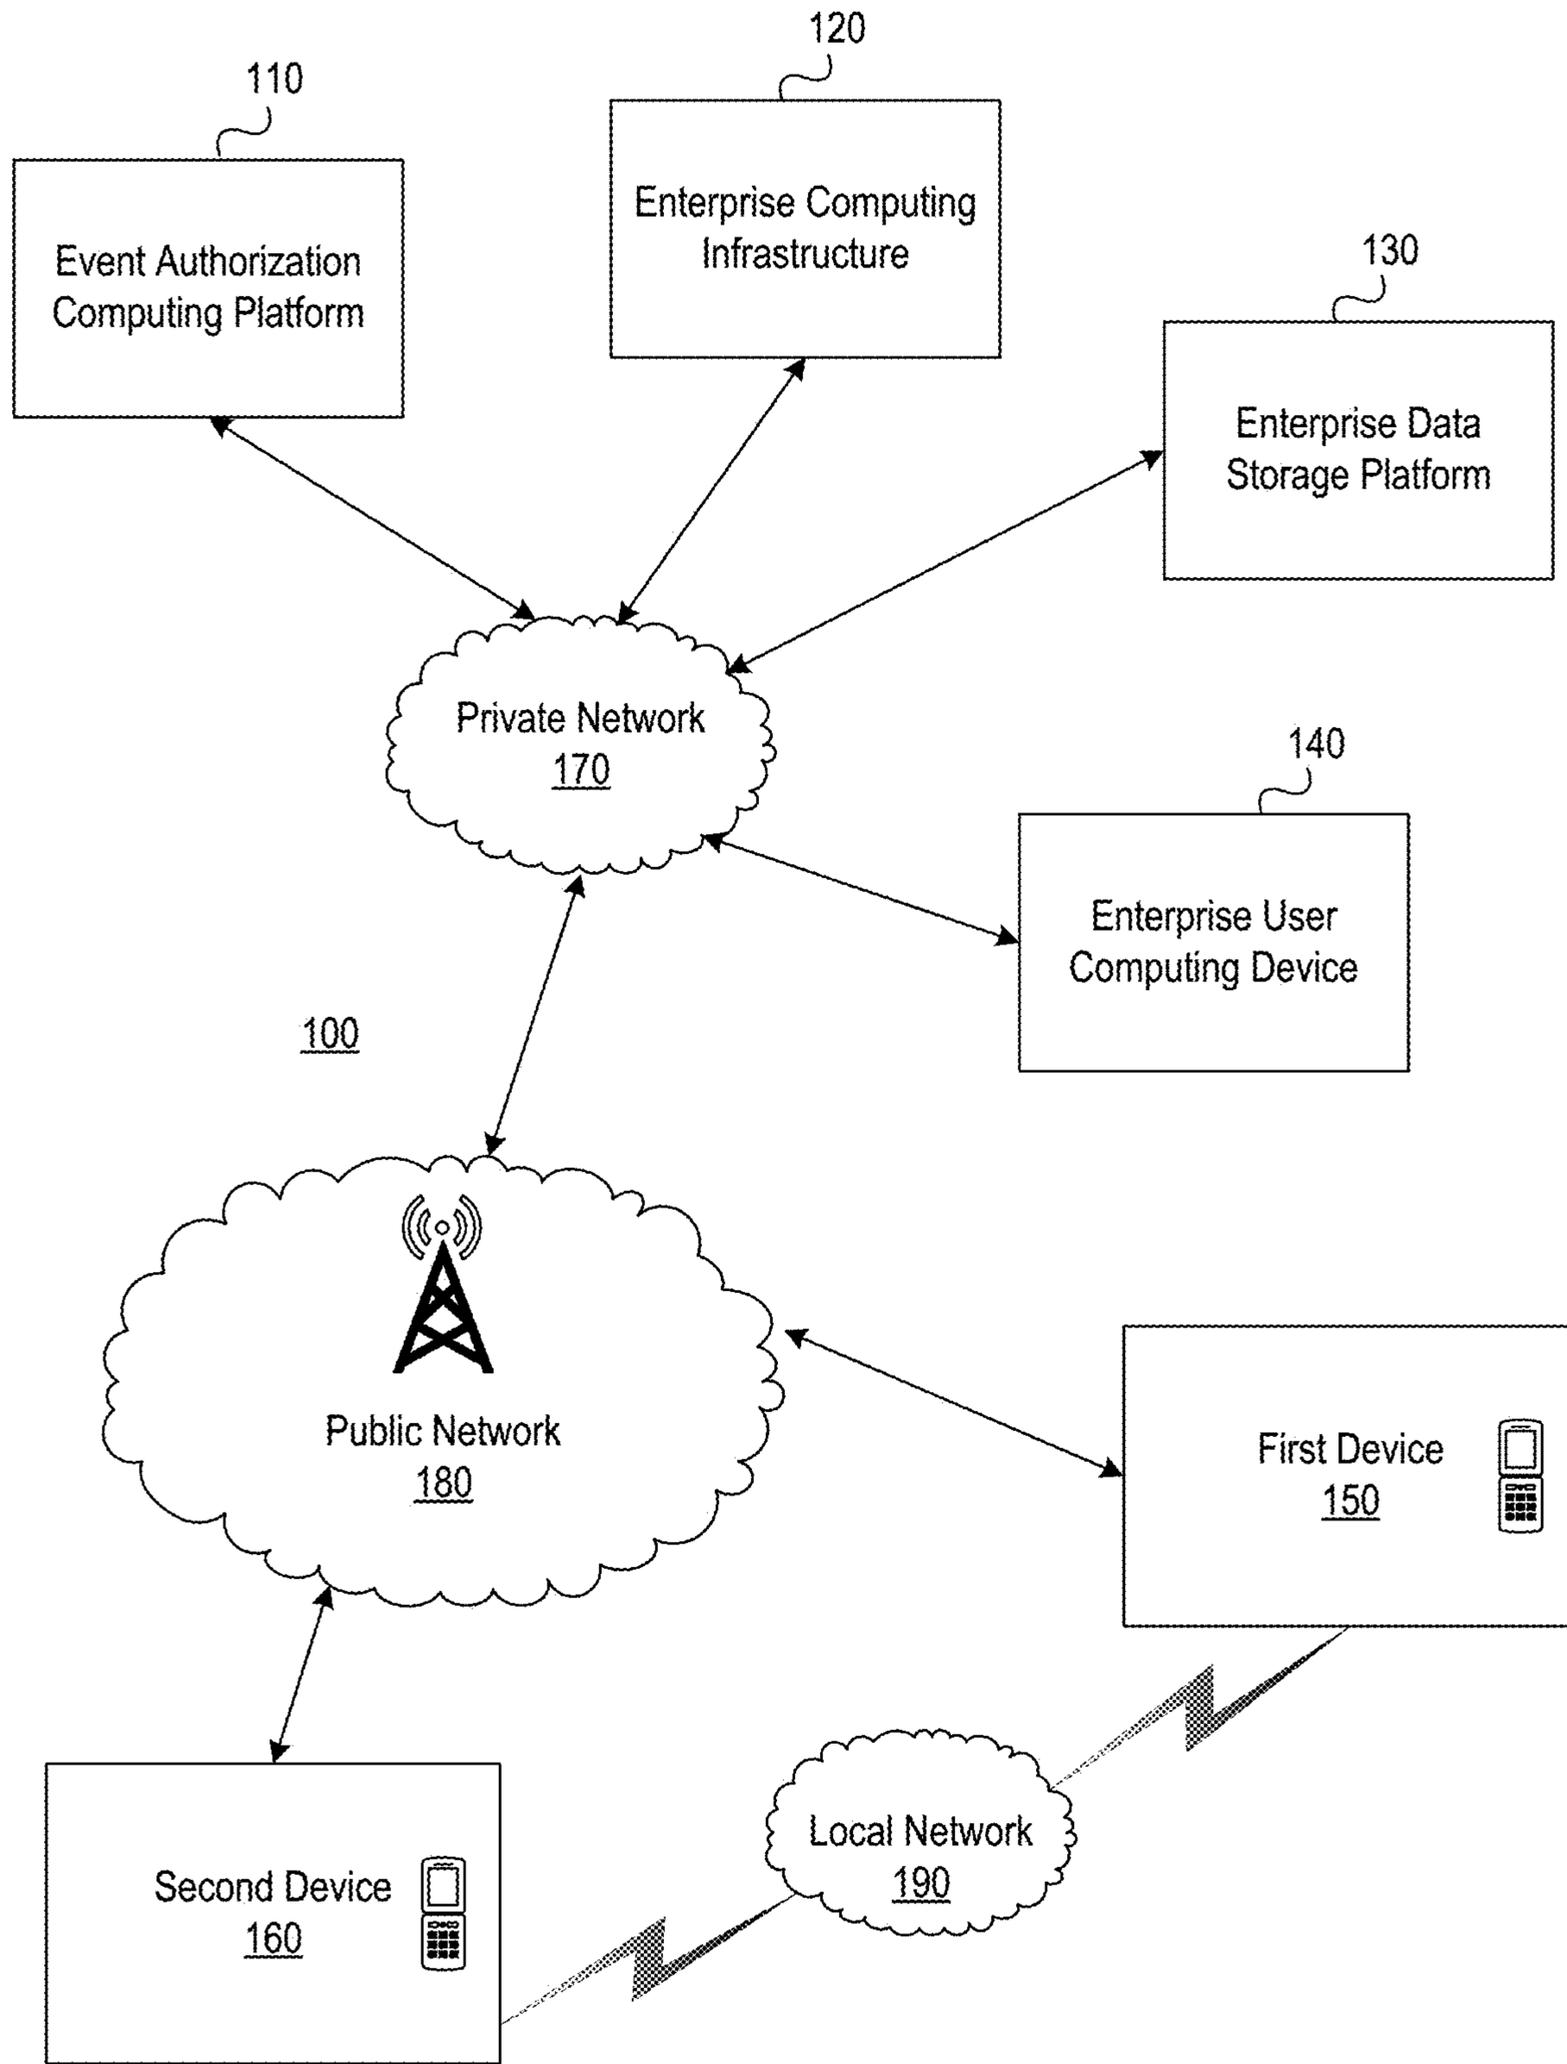 120
110
Enterprise Computing
Infrastructure
Event Authorization
Computing Platform
130
Enterprise Data
Storage Platform
Private Network
170
140
Enterprise User
Computing Device
100
Public Network
180
First Device
150
Local Network
190
Second Device
160